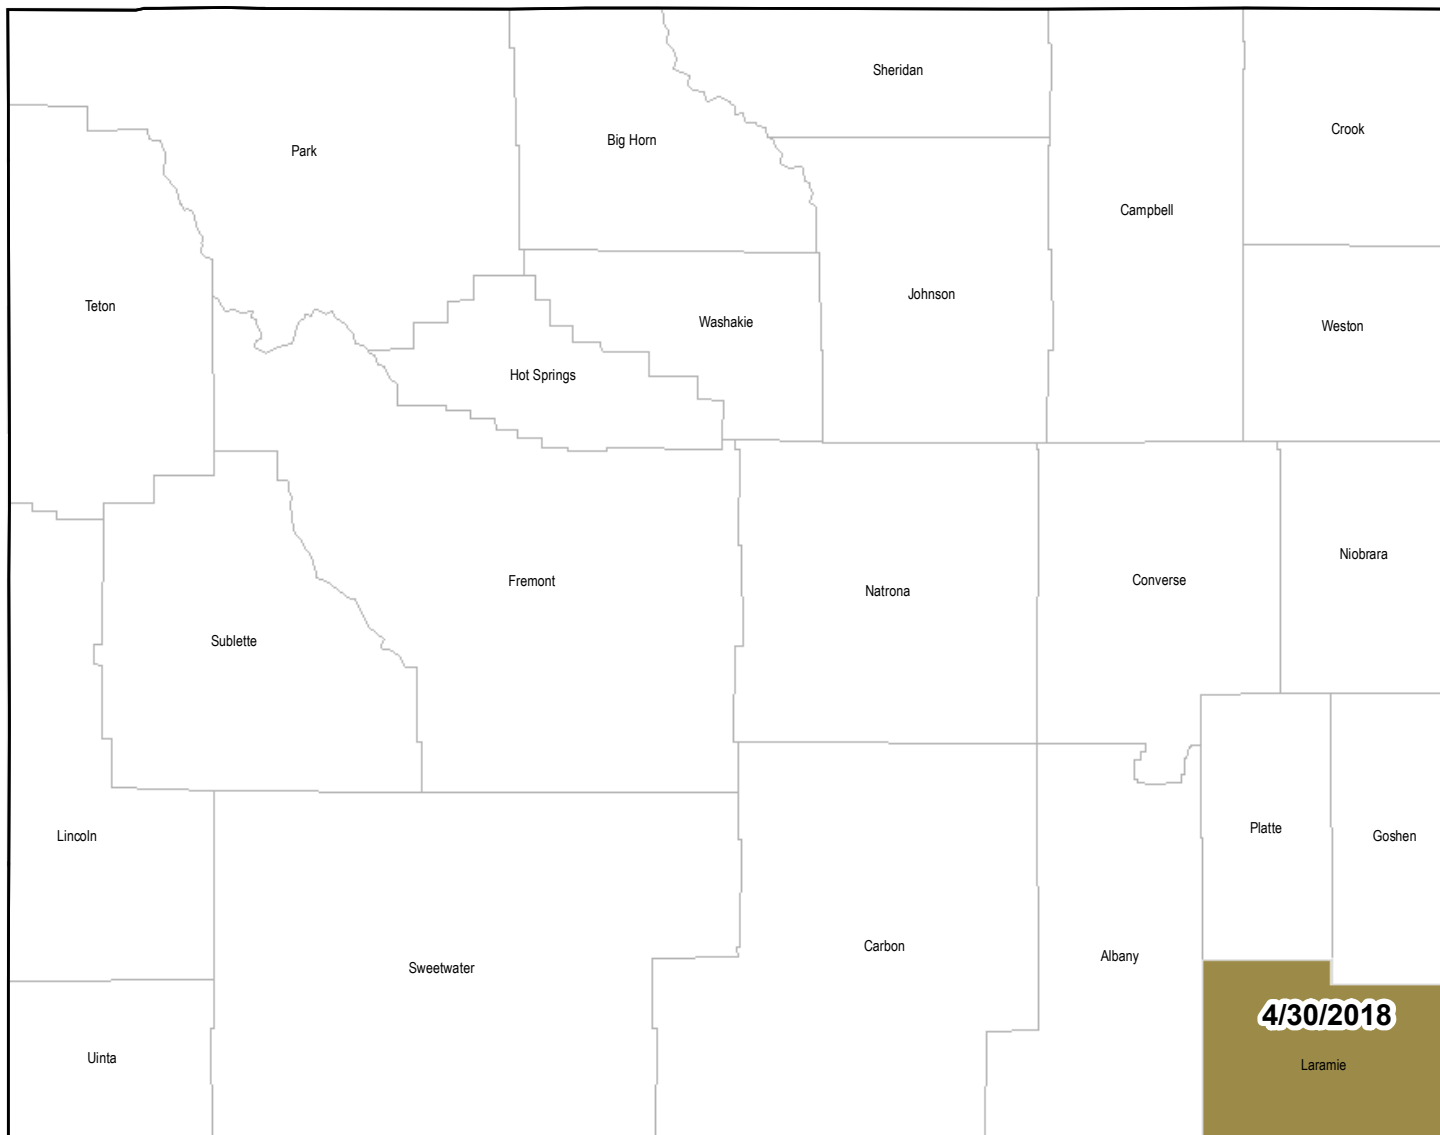 Sheridan
Crook
Big Horn
Park
Campbell
Johnson
Teton
Washakie
Weston
Hot Springs
Niobrara
Fremont
Converse
Natrona
Sublette
Platte
Lincoln
Goshen
Carbon
Albany
Sweetwater
4/30/2018
Uinta
Laramie